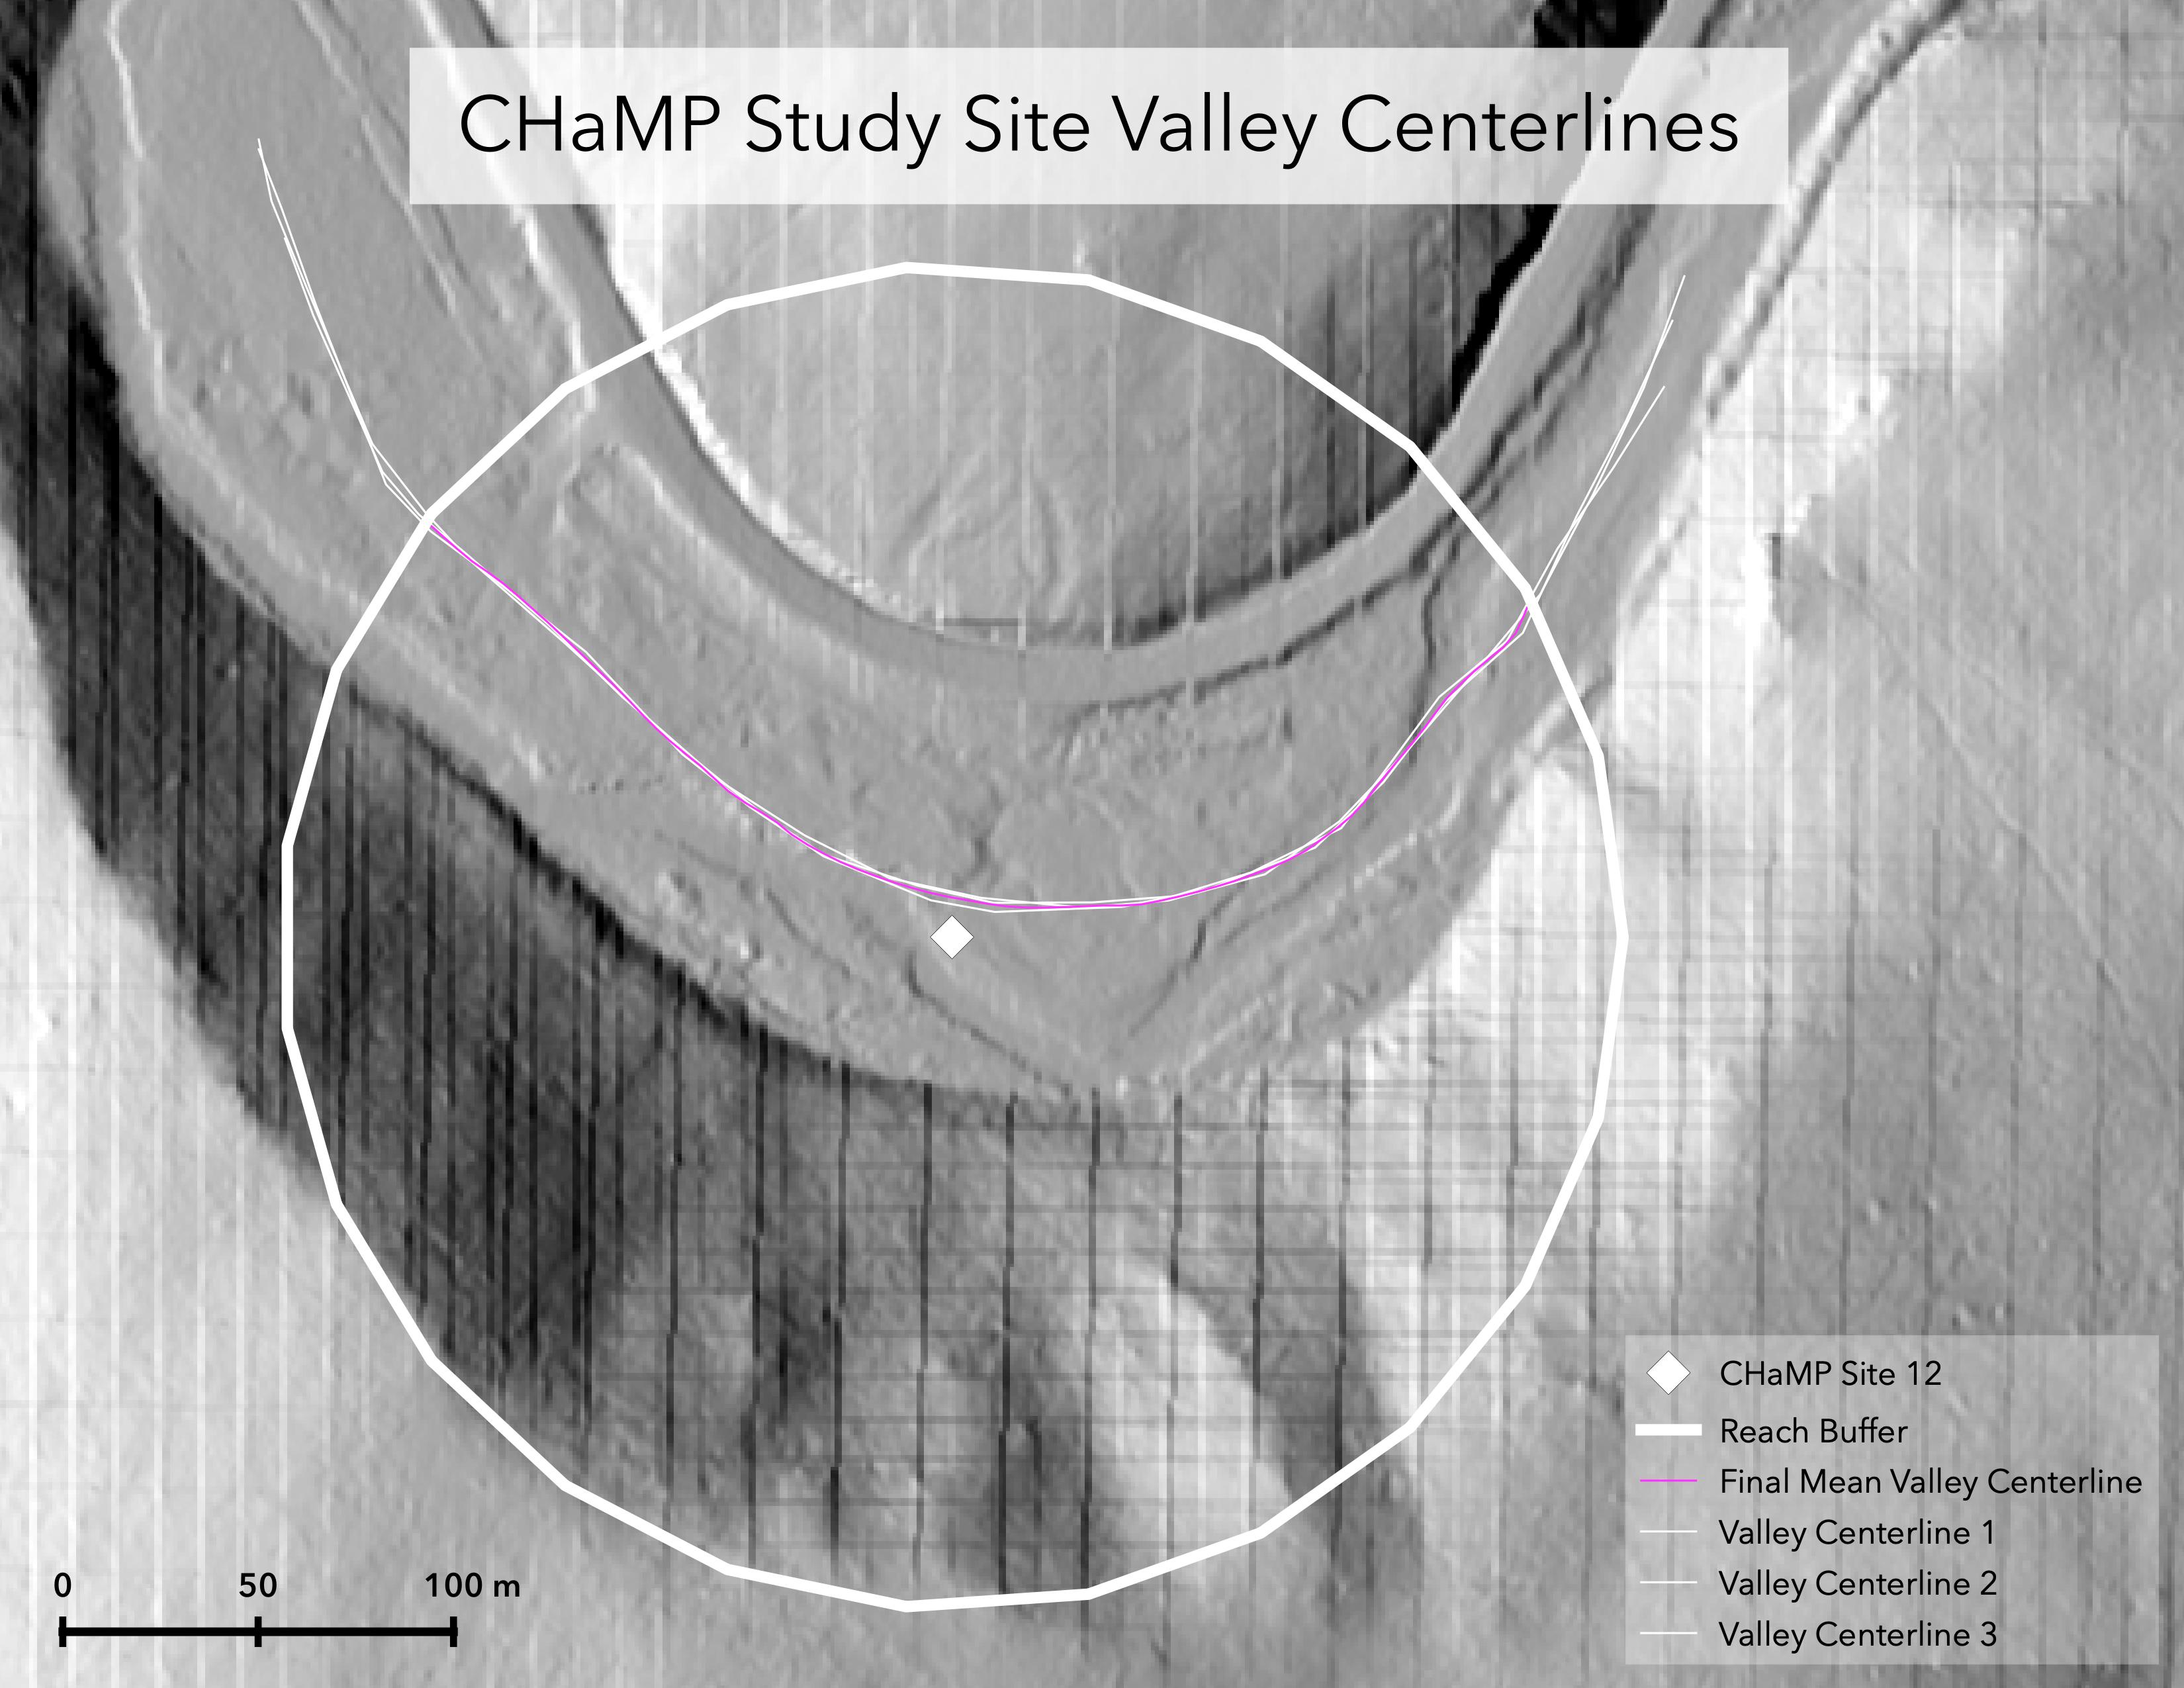 CHaMP Study Site Valley Centerlines
CHaMP Site 12
Reach Buffer
Final Mean Valley Centerline
Valley Centerline 1
Valley Centerline 2
Valley Centerline 3
0 50 100 m